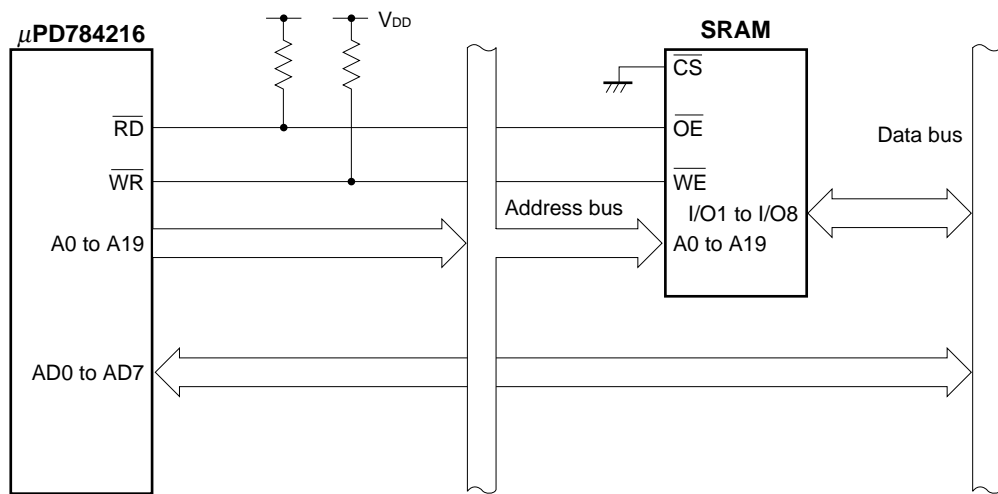 μPD784216
VDD
SRAM
CS
RD
OE
Data bus
WR
WE
Address bus
I/O1 to I/O8
A0 to A19
A0 to A19
AD0 to AD7